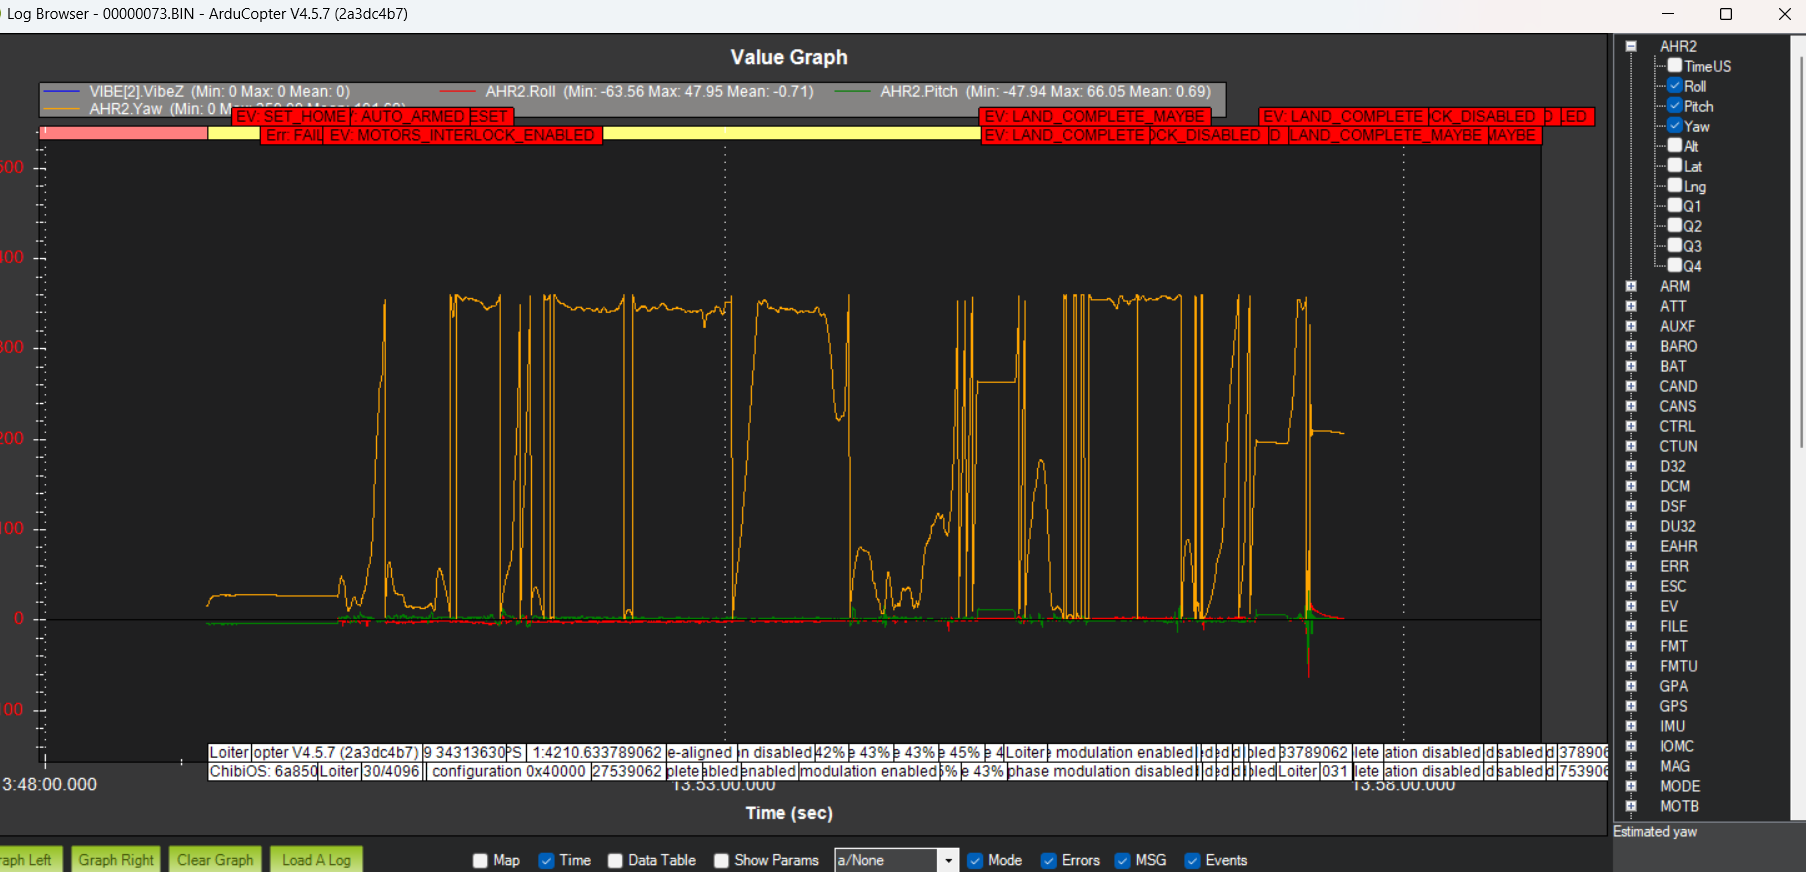 Log Browser - 00000073.BIN - ArduCopter V4.5.7 (2a3dc4b7)
Value Graph
VIBE[2].VibeZ (Min: 0 Max: 0 Mean: 0)
AHR2.Roll (Min: -63.56 Max: 47.95 Mean: -0.71)
AHR2.Pitch (Min: -47.94 Max: 66.05 Mean: 0.69)
AHR2.Yaw (Min: 0
EV: SET_HOME AUTO_ARMED ESET
EV: LAND_COMPLETE_MAYBE
EV: LAND_COMPLETE CK_DISABLED D LED
Err: FAIL EV: MOTORS_INTERLOCK_ENABLED
EV: LAND_COMPLETE OCK_DISABLED D LAND_COMPLETE_MAYBE MAYBE
500
400
300
200
100
0
100
Loiter opter V4.5.7 (2a3dc4b7) 9 34313630 PS 1:4210.633789062 e-aligned n disabled 42% e 43% e 43% e 45% e 4 Loiter e modulation enabled ed ed bled 33789062 lete ation disabled d sabled d 378906
ChibiOS: 6a850 Loiter 30/4096 configuration 0x40000 27539062 plete abled enabled modulation enabled % e 43% phase modulation disabled d ed d bled Loiter 031 lete ation disabled d sabled d 753906
3:48:00.000
13:53:00.000
13:58:00.000
Time (sec)
raph Left
Graph Right
Clear Graph
Load A Log
Map
Time
Data Table
Show Params
a/None
Mode
Errors
MSG
Events
AHR2
TimeUS
Roll
Pitch
Yaw
Alt
Lat
Lng
Q1
Q2
Q3
Q4
ARM
ATT
AUXF
BARO
BAT
CAND
CANS
CTRL
CTUN
D32
DCM
DSF
DU32
EAHR
ERR
ESC
EV
FILE
FMT
FMTU
GPA
GPS
IMU
IOMC
MAG
MODE
MOTB
Estimated yaw